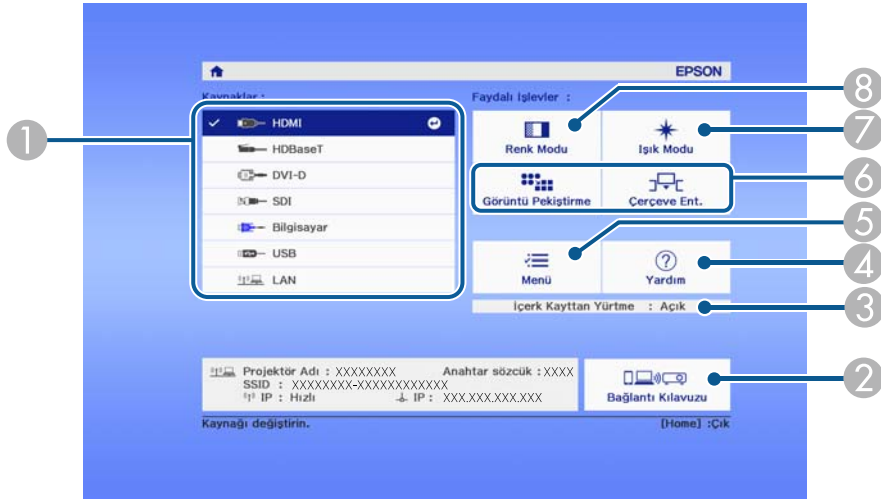 EPSON
Kaynaklar :
Faydalı İşlevler :
HDMI
HDBaseT
DVI-D
SDI
Bilgisayar
USB
LAN
Renk Modu
Işık Modu
Görüntü Pekiştirme
Çerçeve Ent.
Menü
Yardım
İçerk Kayttan Yürtme : Açık
Projektör Adı : XXXXXXXX Anahtar sözcük : XXXX
SSID : XXXXXXXX-XXXXXXXXXXXX
IP : Hızlı IP : XXX.XXX.XXX.XXX
Bağlantı Kılavuzu
Kaynağı değiştirin.
[Home] :Çık
1
8
7
6
5
4
3
2